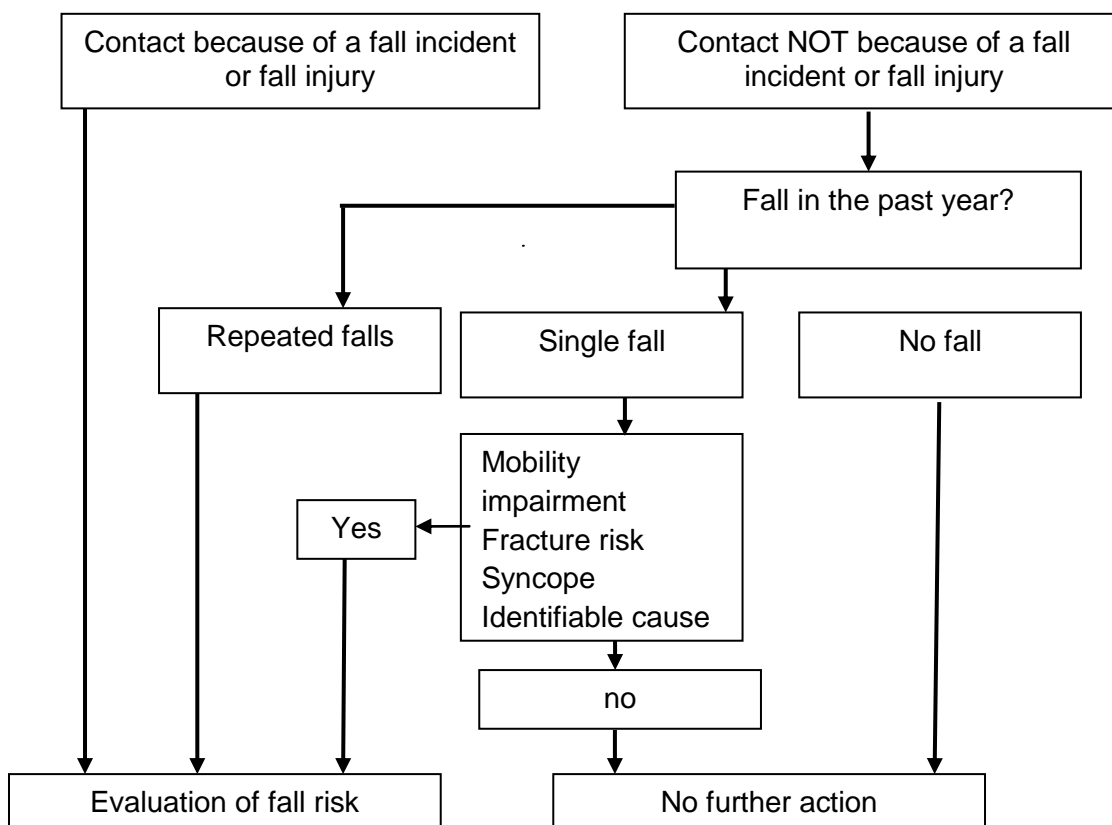 Contact because of a fall incident
or fall injury
Contact NOT because of a fall
incident or fall injury
Fall in the past year?
Repeated falls
Single fall
No fall
Mobility
impairment
Fracture risk
Syncope
Identifiable cause
Yes
no
Evaluation of fall risk
No further action